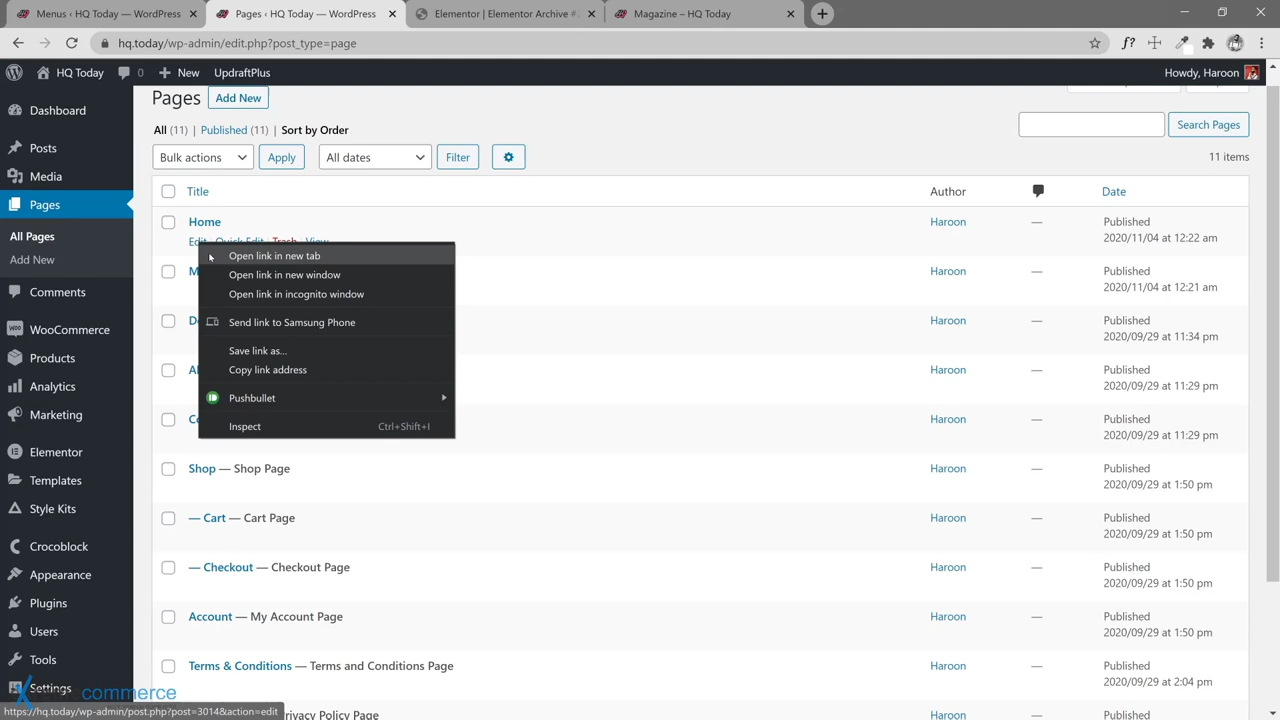 Menus ‹ HQ Today — WordPress
Pages ‹ HQ Today — WordPress
Elementor | Elementor Archive #
Magazine – HQ Today
hq.today/wp-admin/edit.php?post_type=page
HQ Today
0
New
UpdraftPlus
Howdy, Haroon
Dashboard
Posts
Media
Pages
All Pages
Add New
Comments
WooCommerce
Products
Analytics
Marketing
Elementor
Templates
Style Kits
Crocoblock
Appearance
Plugins
Users
Tools
Settings
commerce
Pages
Add New
All (11) | Published (11) | Sort by Order
Search Pages
Bulk actions
Apply
All dates
Filter
11 items
Title
Author
Date
Home
Edit | Quick Edit | Trash | View
Haroon
—
Published
2020/11/04 at 12:22 am
Haroon
—
Published
2020/11/04 at 12:21 am
Haroon
—
Published
2020/09/29 at 11:34 pm
Haroon
—
Published
2020/09/29 at 11:29 pm
Haroon
—
Published
2020/09/29 at 11:29 pm
Shop — Shop Page
Haroon
—
Published
2020/09/29 at 1:50 pm
— Cart — Cart Page
Haroon
—
Published
2020/09/29 at 1:50 pm
— Checkout — Checkout Page
Haroon
—
Published
2020/09/29 at 1:50 pm
Account — My Account Page
Haroon
—
Published
2020/09/29 at 1:50 pm
Terms & Conditions — Terms and Conditions Page
Haroon
—
Published
2020/09/29 at 2:04 pm
Privacy Policy Page
Haroon
—
Published
Open link in new tab
Open link in new window
Open link in incognito window
Send link to Samsung Phone
Save link as...
Copy link address
Pushbullet
Inspect
Ctrl+Shift+I
https://hq.today/wp-admin/post.php?post=3014&action=edit